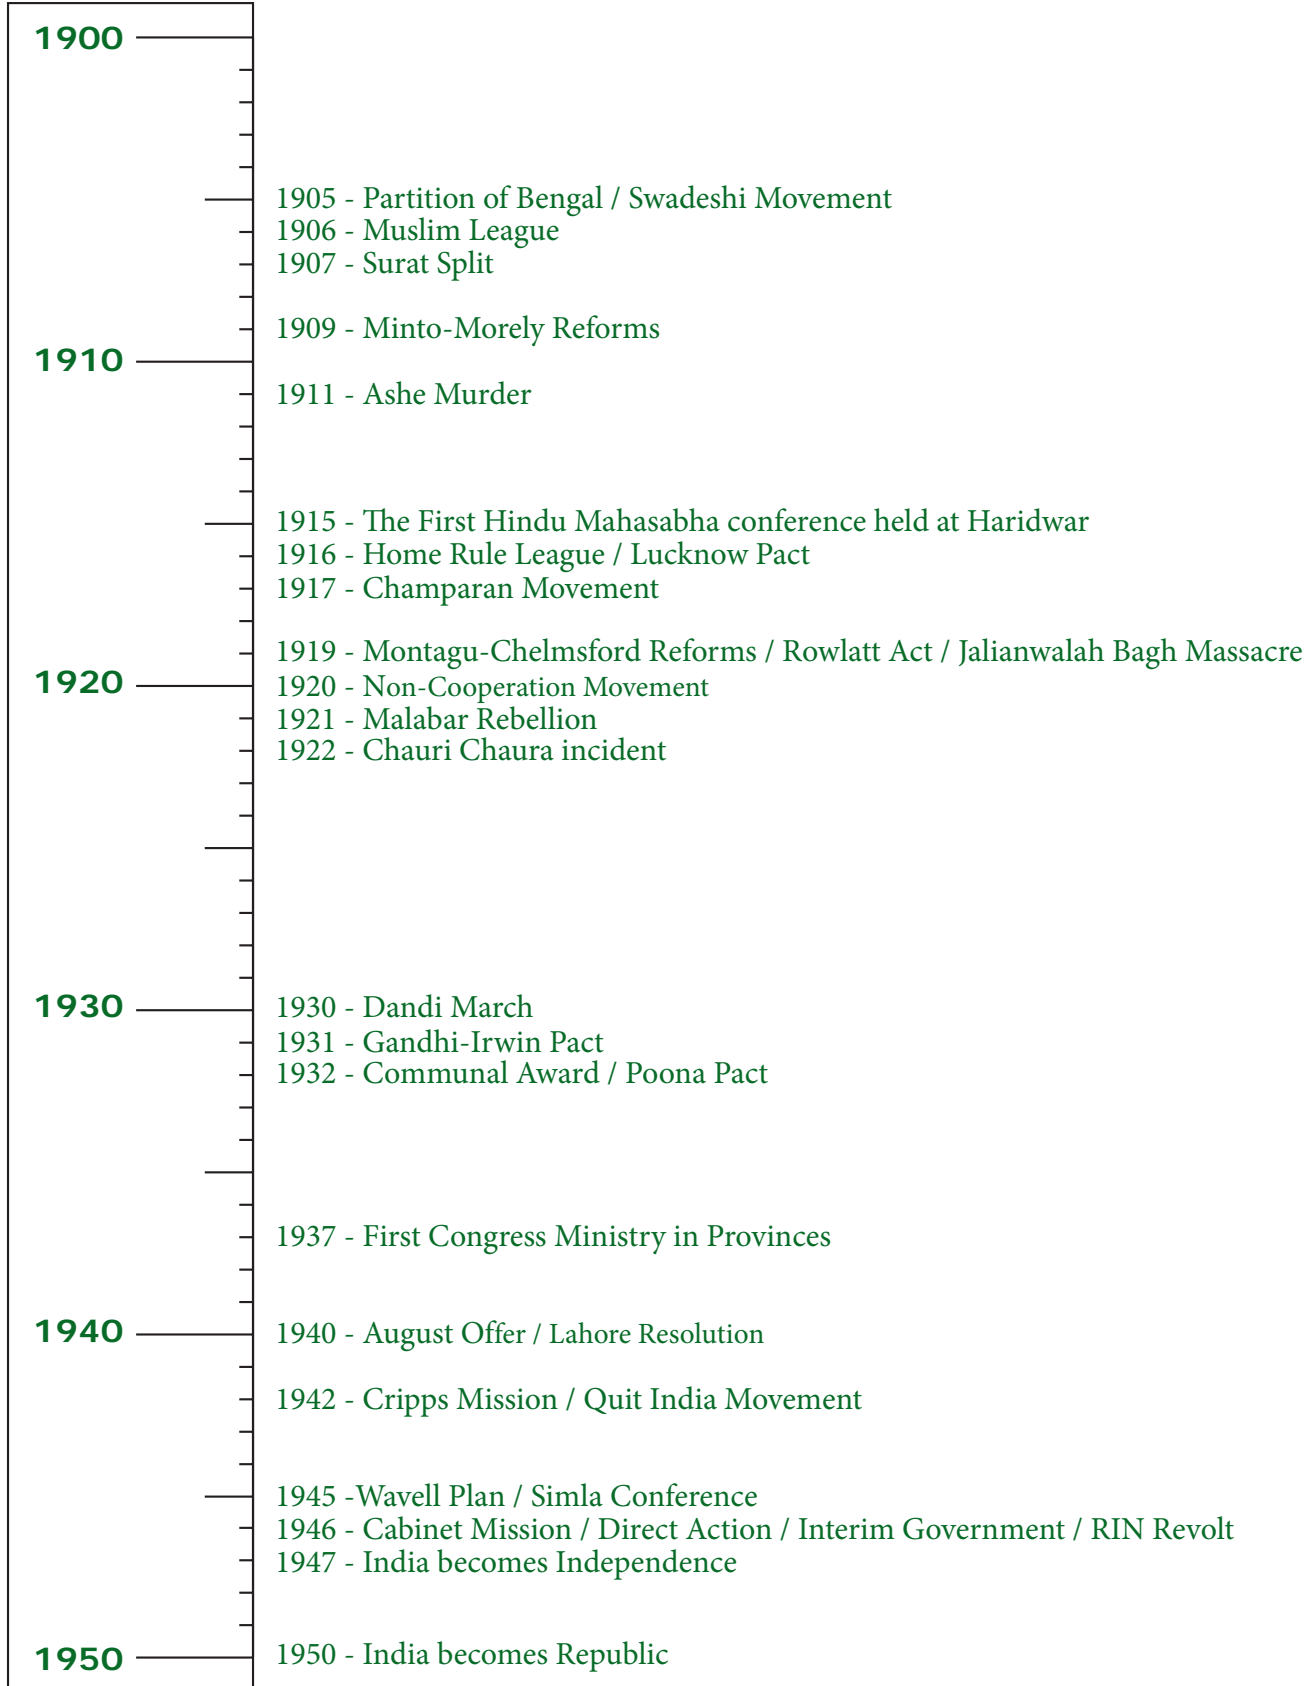 1900
1905 - Partition of Bengal / Swadeshi Movement
1906 - Muslim League
1907 - Surat Split
1909 - Minto-Morely Reforms
1910
1911 - Ashe Murder
1915 - The First Hindu Mahasabha conference held at Haridwar
1916 - Home Rule League / Lucknow Pact
1917 - Champaran Movement
1919 - Montagu-Chelmsford Reforms / Rowlatt Act / Jalianwalah Bagh Massacre
1920
1920 - Non-Cooperation Movement
1921 - Malabar Rebellion
1922 - Chauri Chaura incident
1930
1930 - Dandi March
1931 - Gandhi-Irwin Pact
1932 - Communal Award / Poona Pact
1937 - First Congress Ministry in Provinces
1940
1940 - August Offer / Lahore Resolution
1942 - Cripps Mission / Quit India Movement
1945 -Wavell Plan / Simla Conference
1946 - Cabinet Mission / Direct Action / Interim Government / RIN Revolt
1947 - India becomes Independence
1950
1950 - India becomes Republic